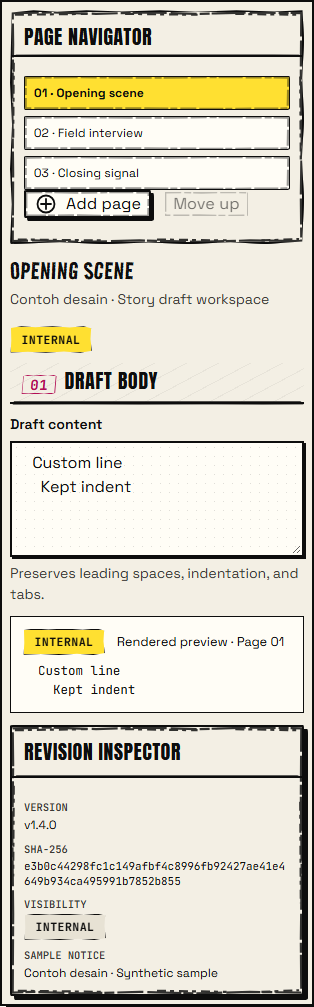 PAGE NAVIGATOR
01 · Opening scene
02 · Field interview
03 · Closing signal
Add page
Move up
OPENING SCENE
Contoh desain · Story draft workspace
INTERNAL
01 DRAFT BODY
Draft content
Custom line
Kept indent
Preserves leading spaces, indentation, and
tabs.
INTERNAL Rendered preview · Page 01
Custom line
Kept indent
REVISION INSPECTOR
VERSION
v1.4.0
SHA-256
e3b0c44298fc1c149afbf4c8996fb92427ae41e4
649b934ca495991b7852b855
VISIBILITY
INTERNAL
SAMPLE NOTICE
Contoh desain · Synthetic sample